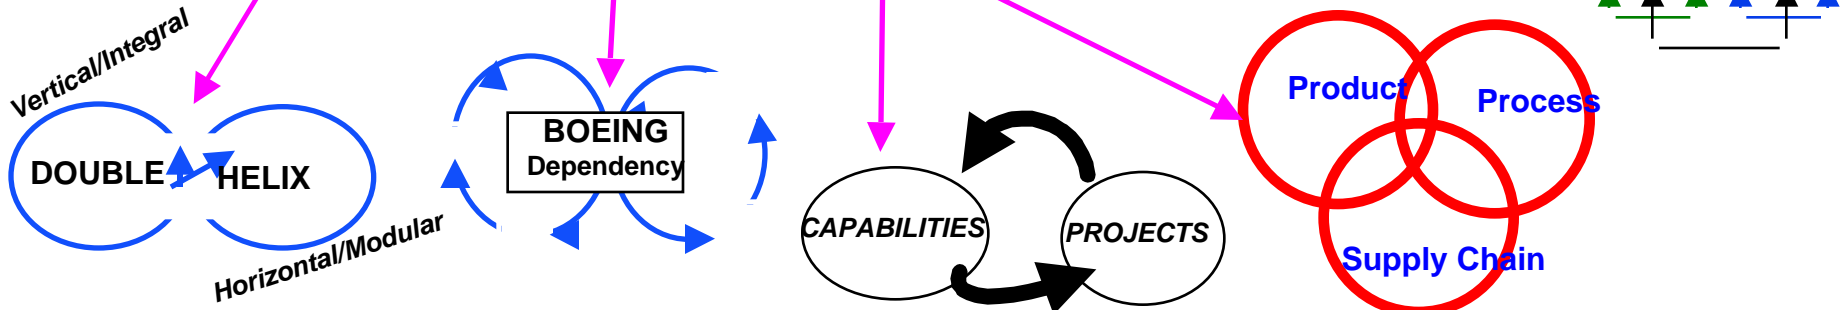 Vertical/Integral
DOUBLE HELIX
Horizontal/Modular
BOEING
Dependency
CAPABILITIES
PROJECTS
Product
Process
Supply Chain